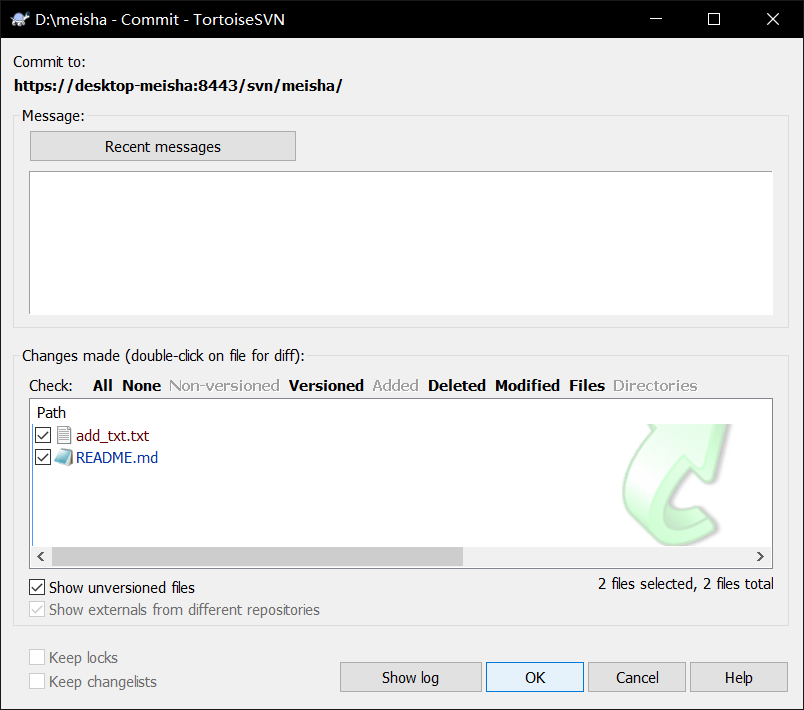 D:\meisha - Commit - TortoiseSVN
Commit to:
https://desktop-meisha:8443/svn/meisha/
Message:
Recent messages
Changes made (double-click on file for diff):
Check: All None Non-versioned Versioned Added Deleted Modified Files Directories
Path
add_txt.txt
README.md
Show unversioned files
2 files selected, 2 files total
Show externals from different repositories
Keep locks
Keep changelists
Show log OK Cancel Help